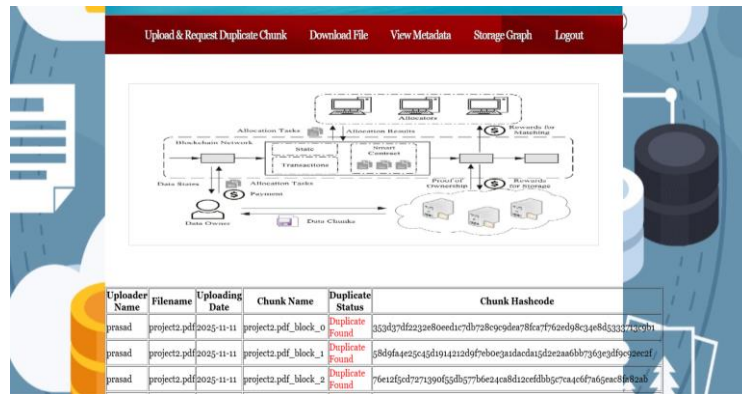 Upload & Request Duplicate Chunk Download File View Metadata Storage Graph Logout
Allocators
Allocation Tasks
Allocation Results
Rewards for
Matching
Blockchain Network
State
Transactions
Smart
Contract
Data States
Allocation Tasks
Payment
Proof of
Ownership
Rewards
for Storage
Data Owner
Data Chunks
Uploader Name Filename Uploading Date Chunk Name Duplicate Status Chunk Hashcode
prasad project2.pdf 2025-11-11 project2.pdf_block_0 Duplicate Found
prasad project2.pdf 2025-11-11 project2.pdf_block_1 Duplicate Found
prasad project2.pdf 2025-11-11 project2.pdf_block_2 Duplicate Found